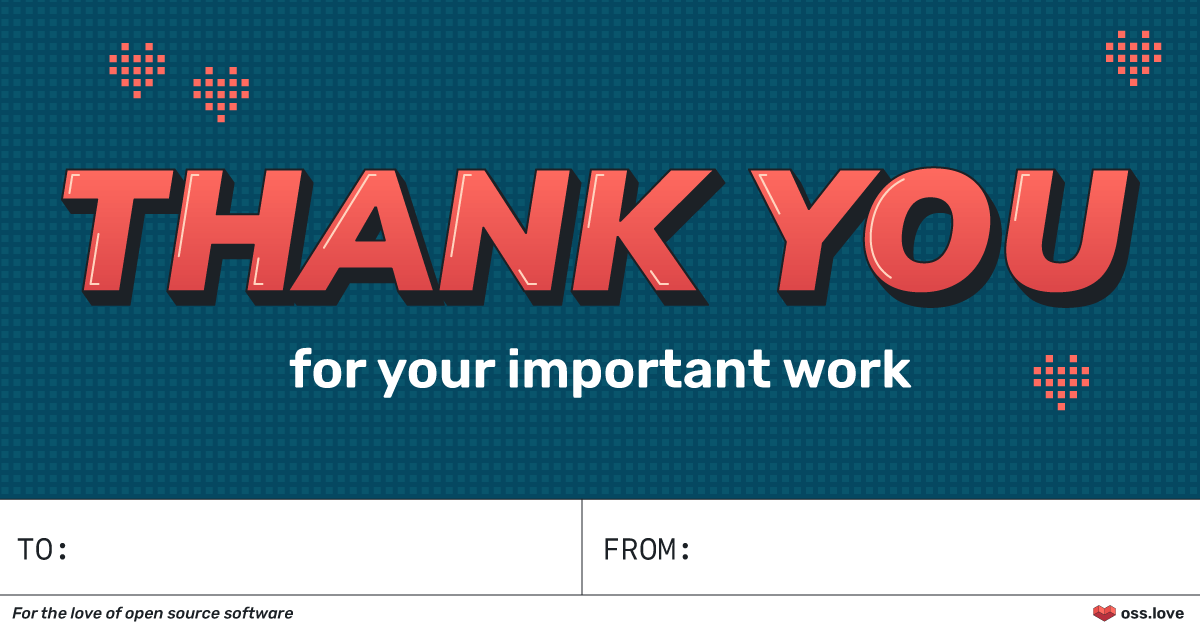 THANK YOU
for your important work
TO:
FROM:
For the love of open source software
oss.love